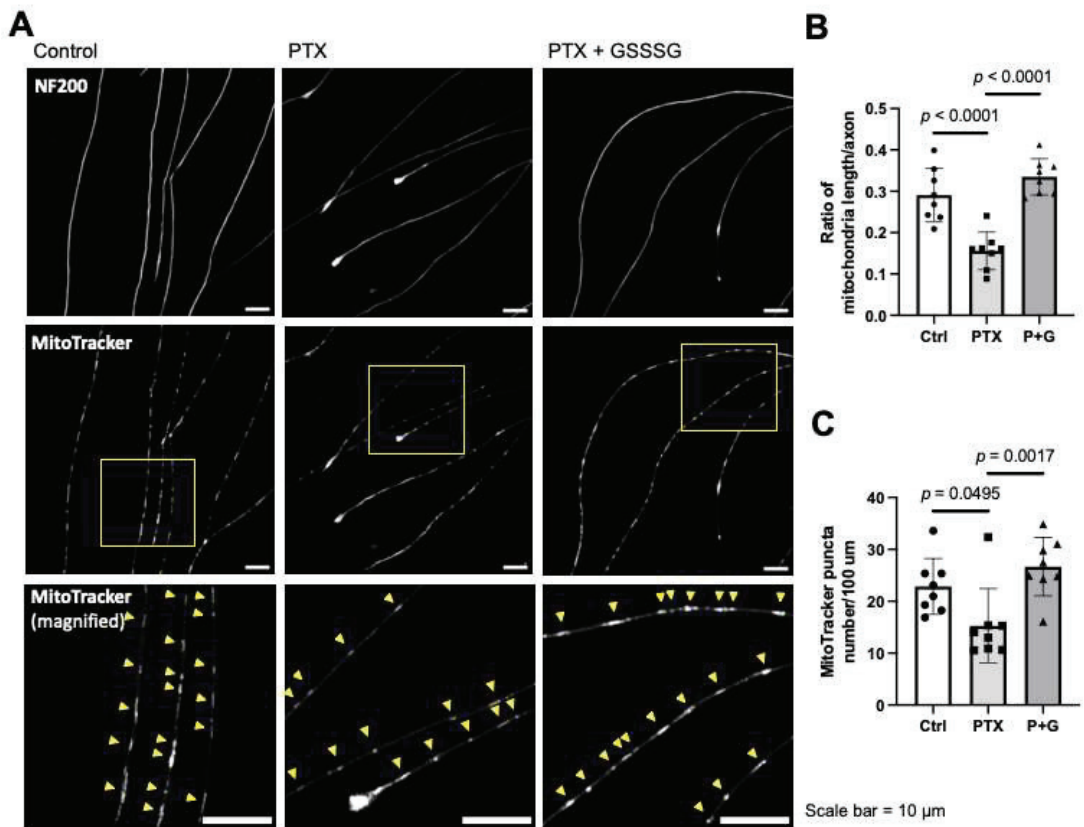 A
Control
PTX
PTX + GSSSG
NF200
MitoTracker
MitoTracker
(magnified)
B
p < 0.0001
p < 0.0001
Ratio of
mitochondria length/axon
0.5
0.4
0.3
0.2
0.1
0.0
Ctrl PTX P+G
C
p = 0.0017
p = 0.0495
MitoTracker puncta
number/100 um
40
30
20
10
0
Ctrl PTX P+G
Scale bar = 10 μm